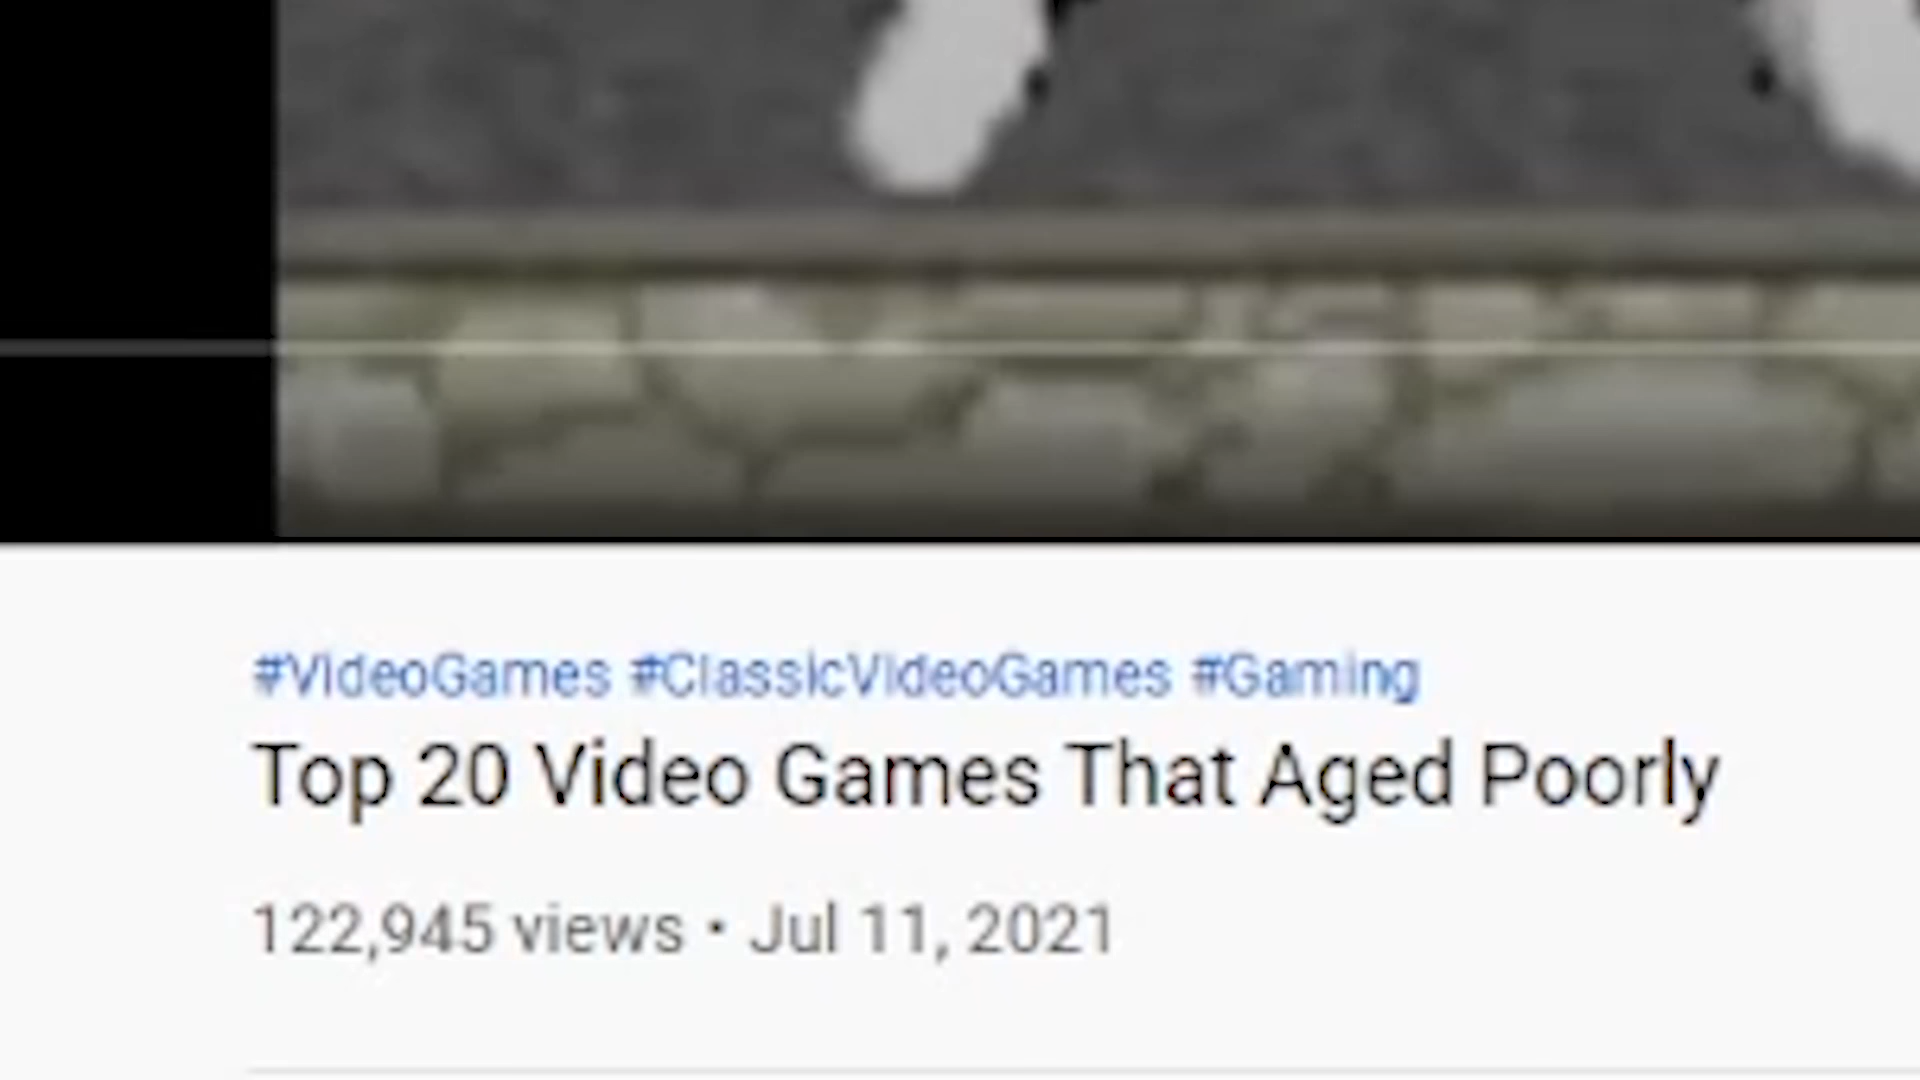 #VideoGames #ClassicVideoGames #Gaming
Top 20 Video Games That Aged Poorly
122,945 views • Jul 11, 2021